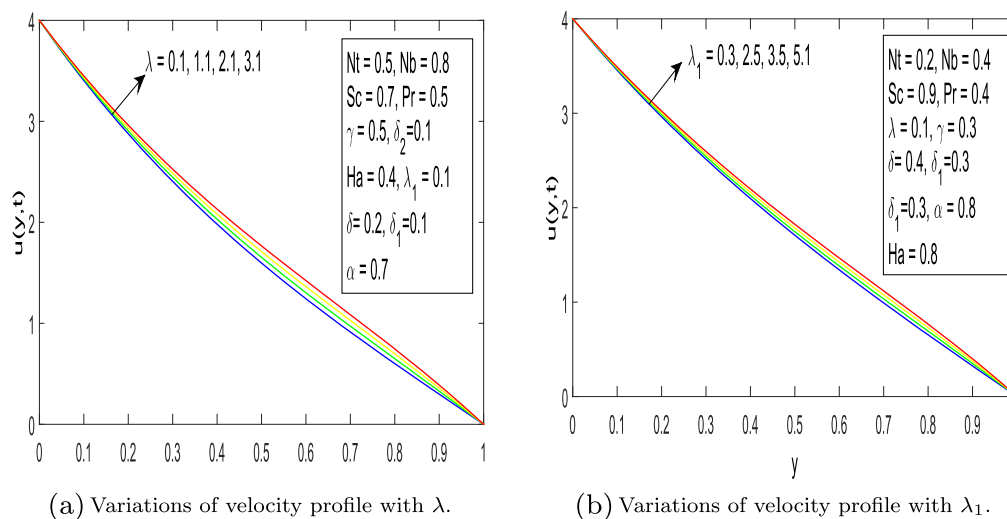 4
3
2
1
0
u(y,t)
λ = 0.1, 1.1, 2.1, 3.1
Nt = 0.5, Nb = 0.8
Sc = 0.7, Pr = 0.5
γ = 0.5, δ₂=0.1
Ha = 0.4, λ₁ = 0.1
δ= 0.2, δ₁=0.1
α = 0.7
0 0.1 0.2 0.3 0.4 0.5 0.6 0.7 0.8 0.9 1
(a) Variations of velocity profile with λ.
4
3
2
1
0
u(y,t)
λ₁ = 0.3, 2.5, 3.5, 5.1
Nt = 0.2, Nb = 0.4
Sc = 0.9, Pr = 0.4
λ = 0.1, γ = 0.3
δ= 0.4, δ₁=0.3
δ₁=0.3, α = 0.8
Ha = 0.8
0 0.1 0.2 0.3 0.4 0.5 0.6 0.7 0.8 0.9
y
(b) Variations of velocity profile with λ₁.